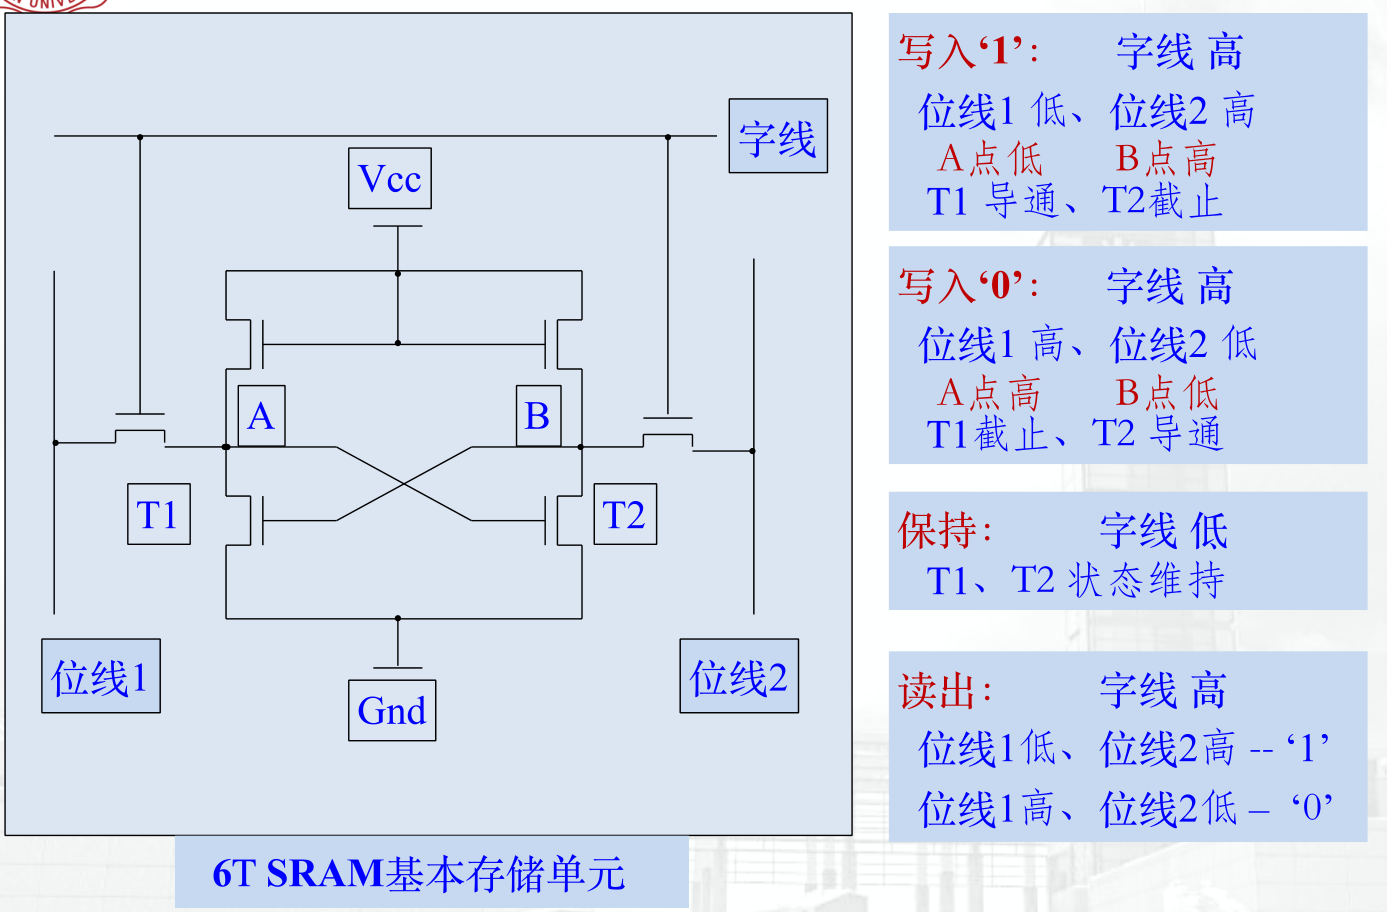 字线
Vcc
A
B
T1
T2
位线1
位线2
Gnd
6T SRAM基本存储单元
写入‘1’: 字线 高
位线1 低、位线2 高
A点低 B点高
T1 导通、T2截止
写入‘0’: 字线 高
位线1 高、位线2 低
A点高 B点低
T1截止、T2 导通
保持: 字线 低
T1、T2 状态维持
读出: 字线 高
位线1低、位线2高 -- ‘1’
位线1高、位线2低 – ‘0’